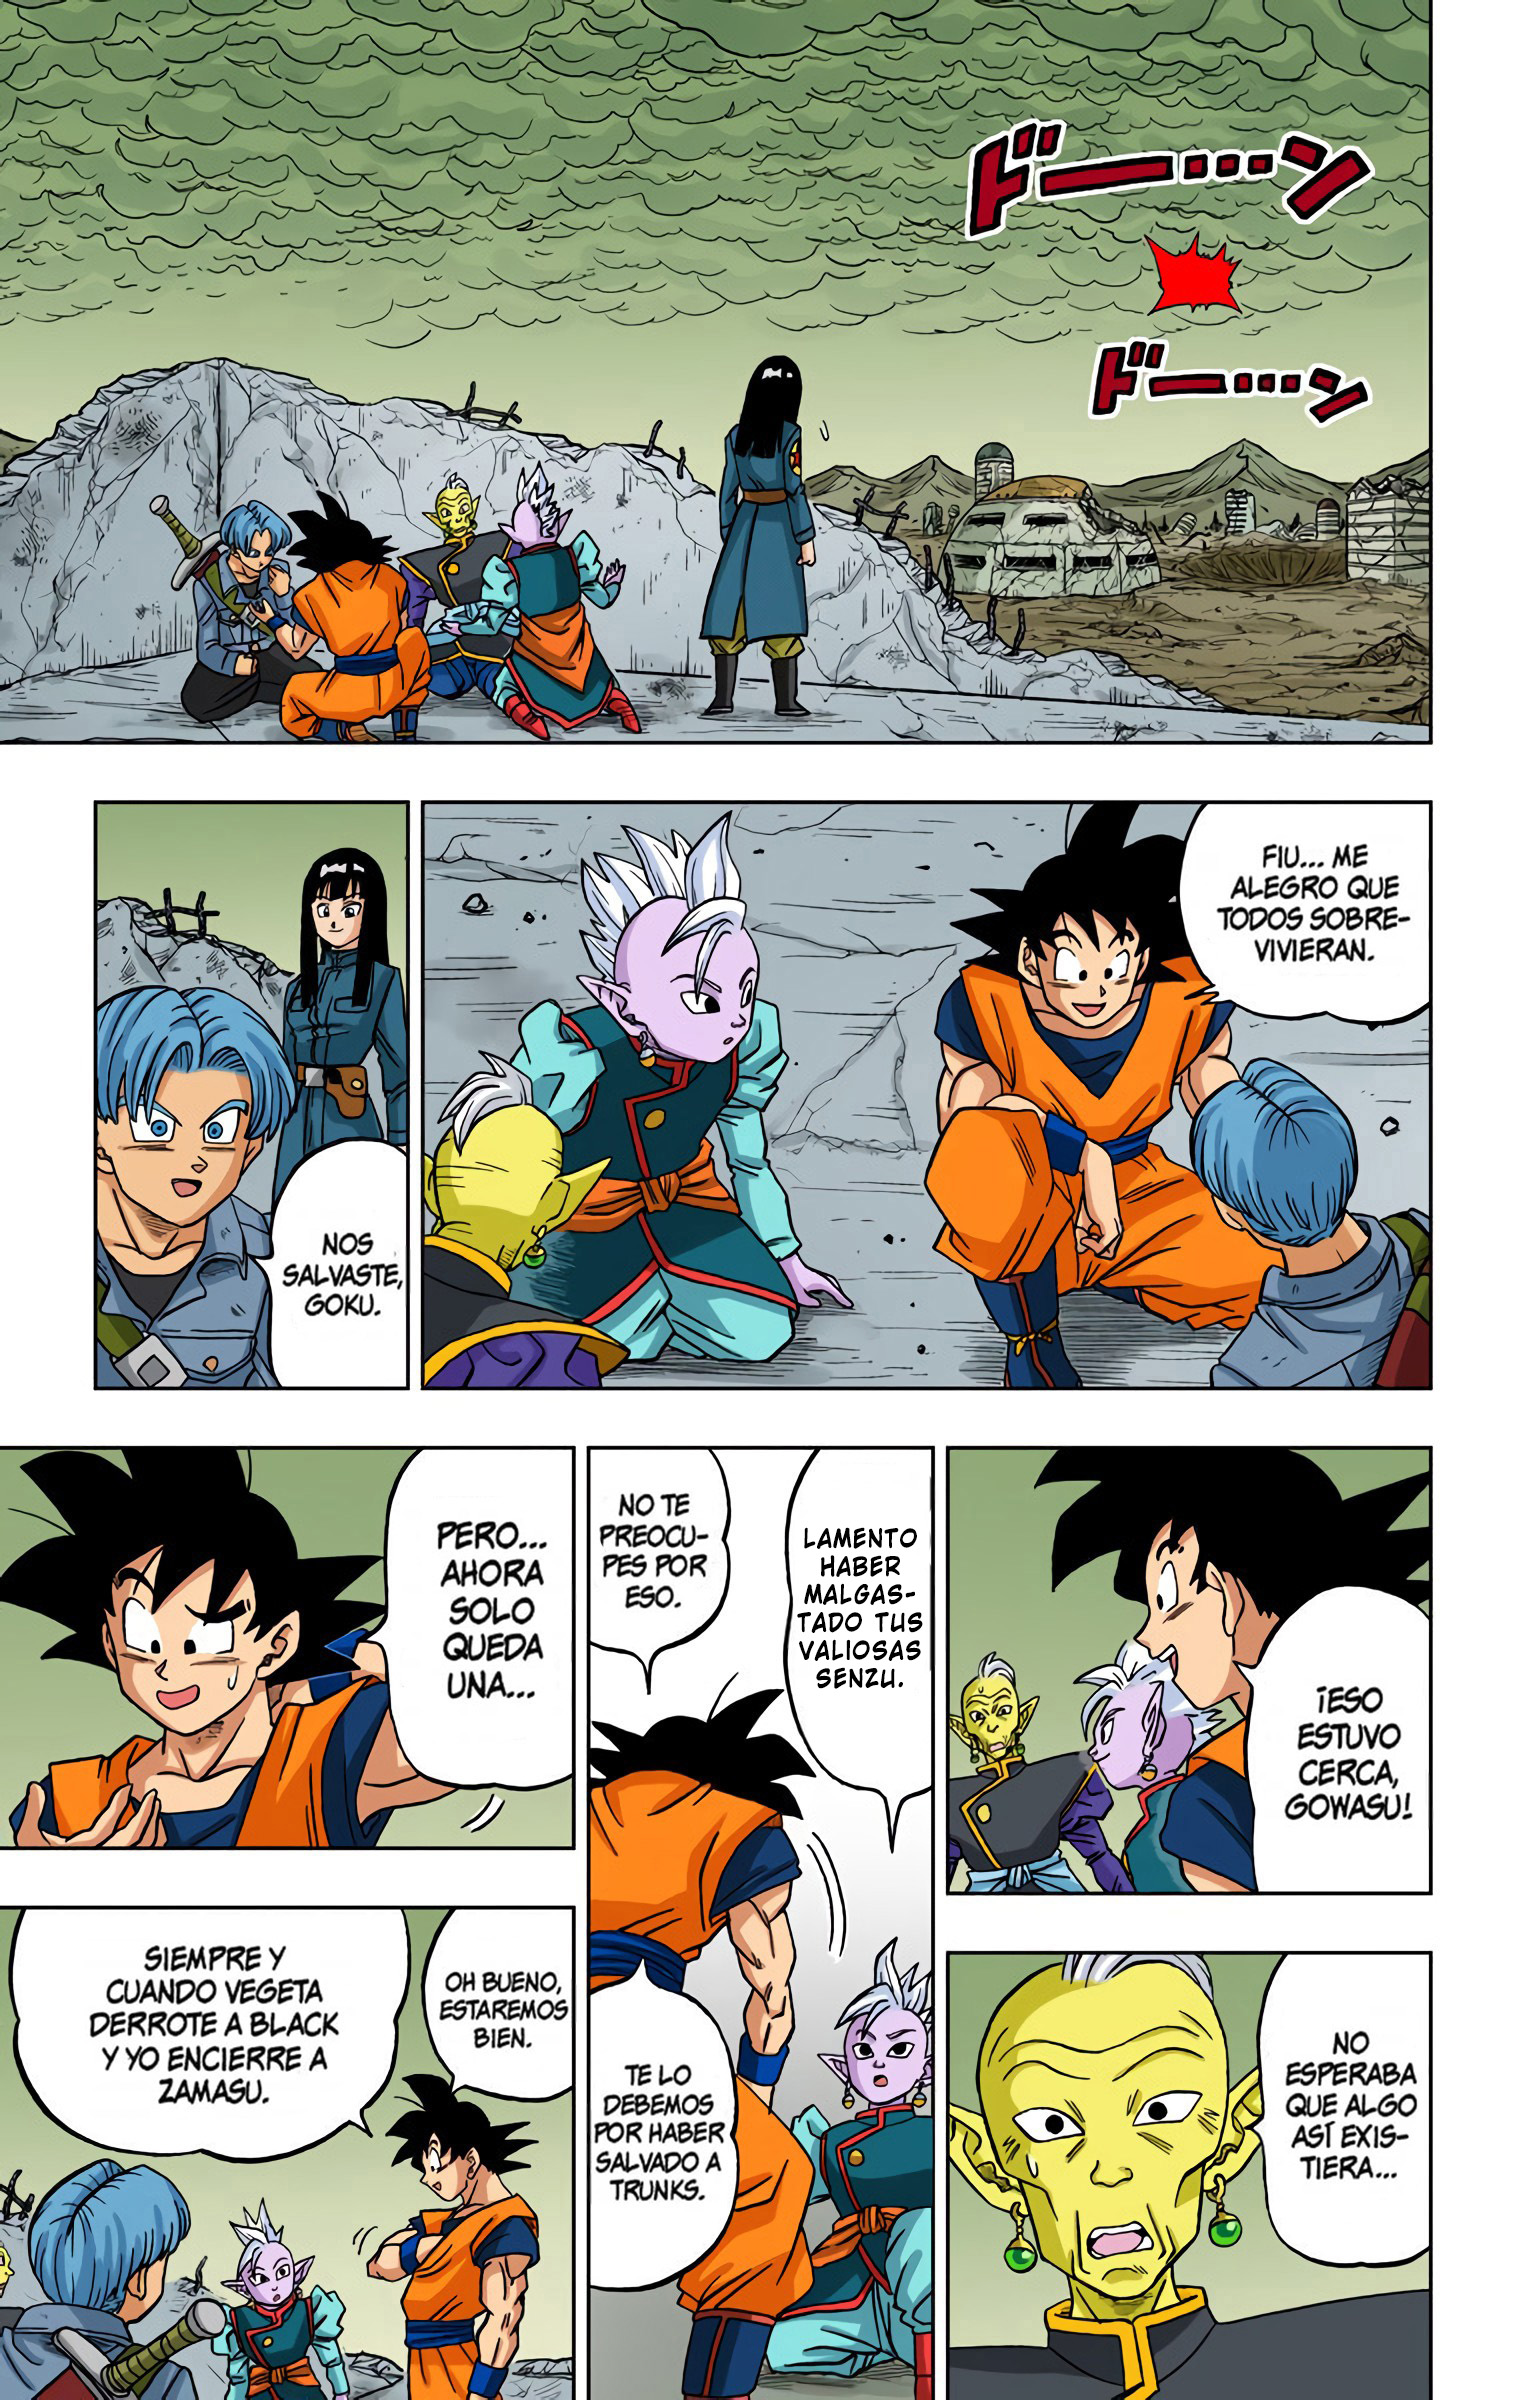 ドー…ン
ドー…ン
FIU... ME
ALEGRO QUE
TODOS SOBRE-
VIVIERAN.
NOS
SALVASTE,
GOKU.
¡ESO
ESTUVO
CERCA,
GOWASU!
NO
ESPERABA
QUE ALGO
ASÍ EXIS-
TIERA...
LAMENTO
HABER
MALGAS-
TADO TUS
VALIOSAS
SENZU.
NO TE
PREOCU-
PES POR
ESO.
TE LO
DEBEMOS
POR HABER
SALVADO A
TRUNKS.
PERO...
AHORA
SOLO
QUEDA
UNA...
OH BUENO,
ESTAREMOS
BIEN.
SIEMPRE Y
CUANDO VEGETA
DERROTE A BLACK
Y YO ENCIERRE A
ZAMASU.